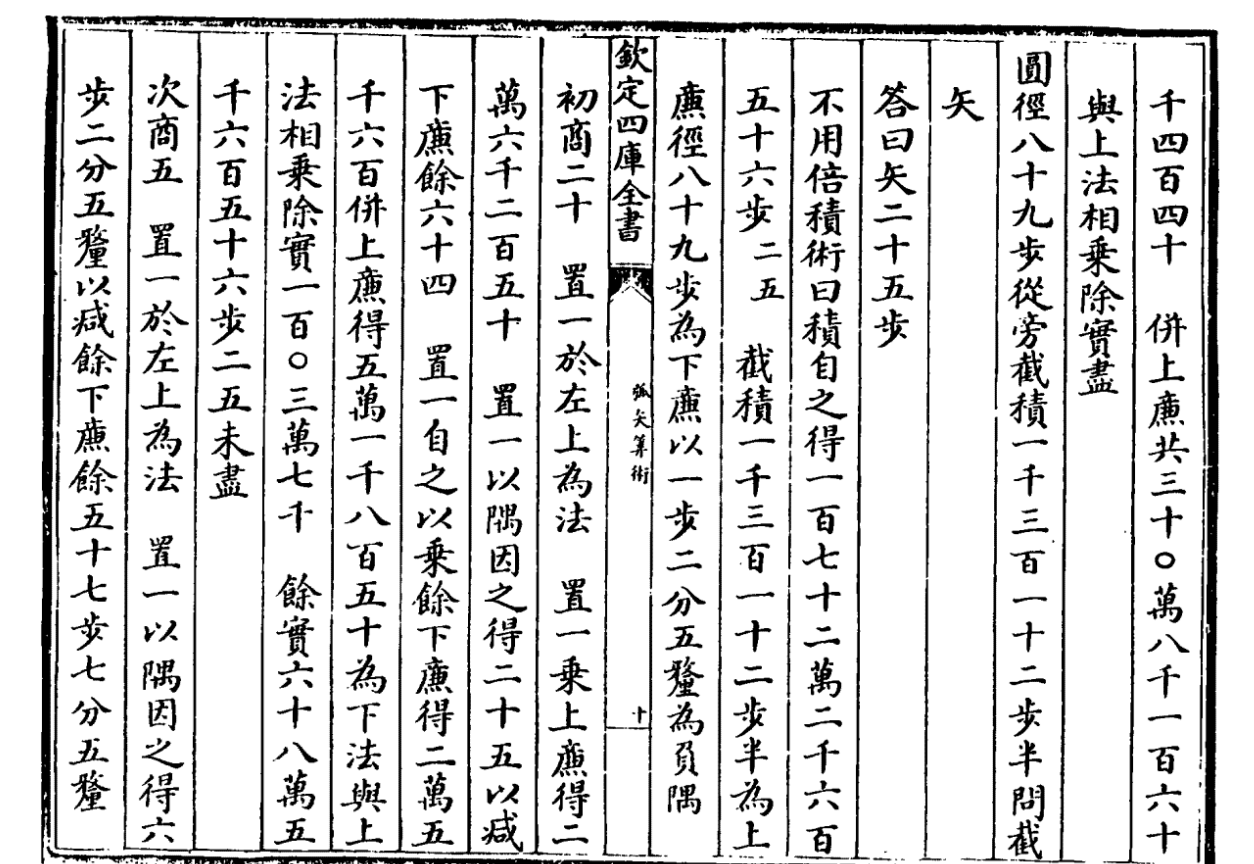 千四百四十　併上廉共三十〇萬八千一百六十
與上法相乘除實盡
圓徑八十九步從旁截積一千三百一十二步半問截
矢
答曰矢二十五步
不用倍積術曰積自之得一百七十二萬二千六百
五十六步二五　截積一千三百一十二步半為上
廉徑八十九步為下廉以一步二分五釐為負隅
欽定四庫全書　弧矢算術　十
初商二十　置一於左上為法　置一乘上廉得二
萬六千二百五十　置一以隅因之得二十五以減
下廉餘六十四　置一自之以乘餘下廉得二萬五
千六百併上廉得五萬一千八百五十為下法與上
法相乘除實一百〇三萬七千　餘實六十八萬五
千六百五十六步二五未盡
次商五　置一於左上為法　置一以隅因之得六
步二分五釐以減餘下廉餘五十七步七分五釐